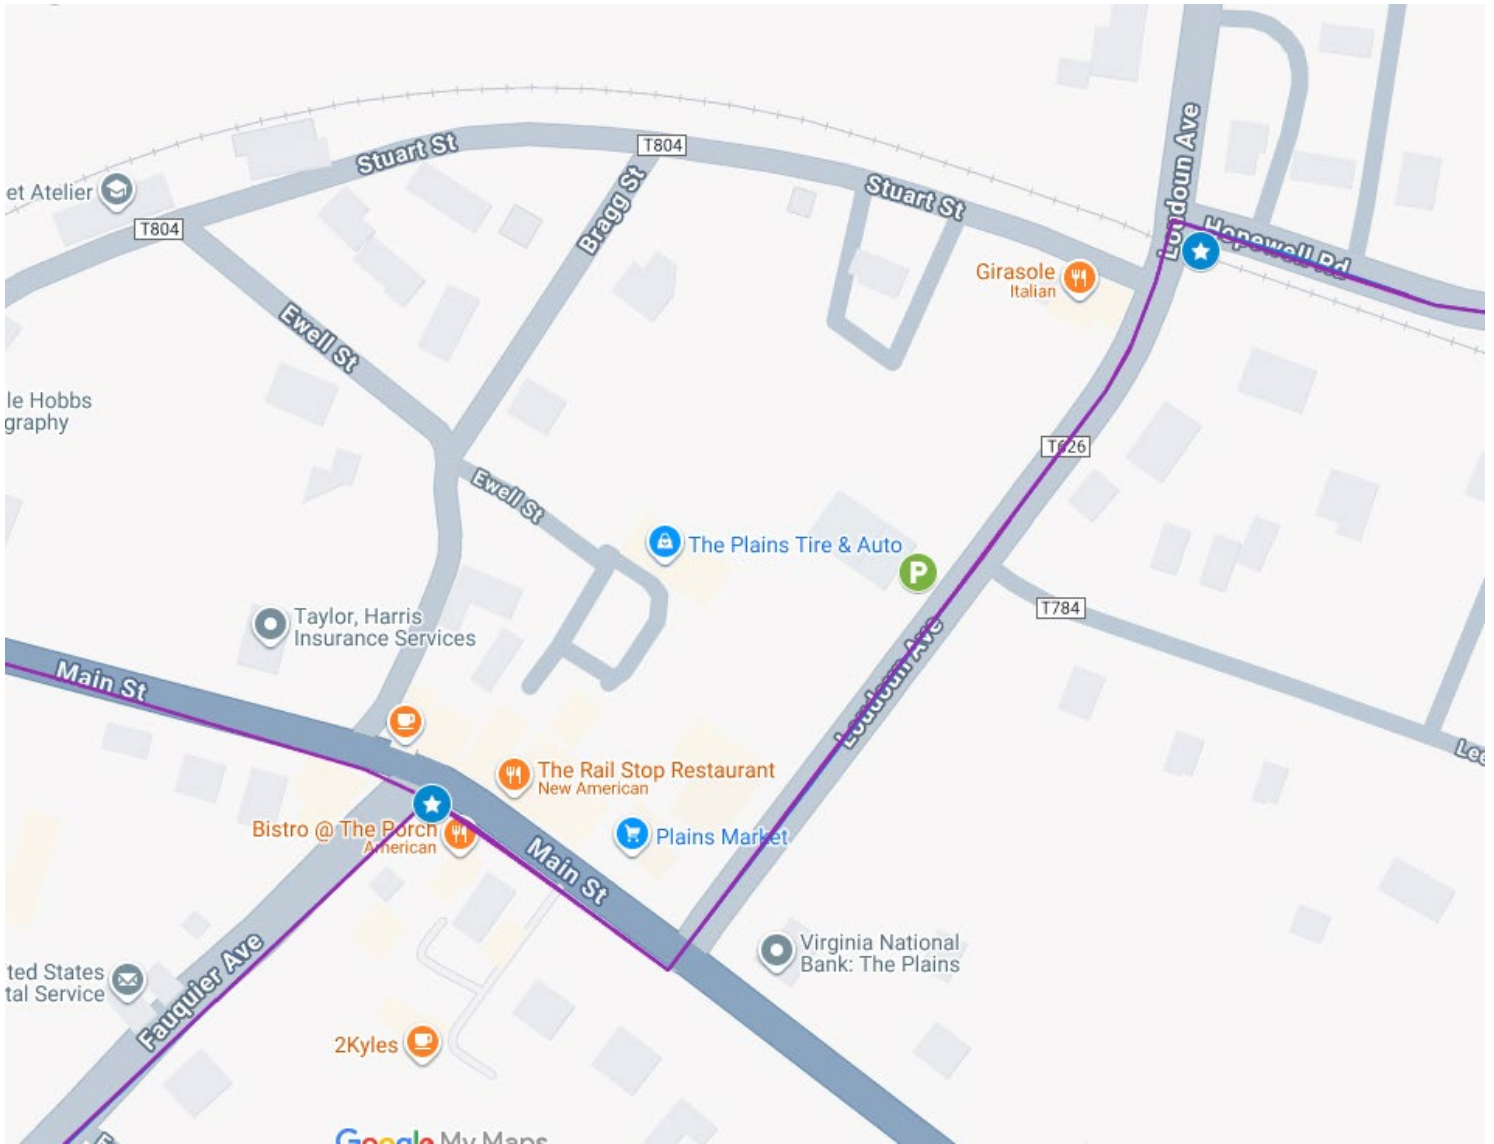 Stuart St
T804
et Atelier
T804
Bragg St
Stuart St
Loudoun Ave
Hopewell Rd
Girasole
Italian
Ewell St
le Hobbs
graphy
T626
Ewell St
The Plains Tire & Auto
P
T784
Taylor, Harris
Insurance Services
Loudoun Ave
Main St
Lee
The Rail Stop Restaurant
New American
Bistro @ The Porch
American
Plains Market
Main St
Virginia National
Bank: The Plains
ted States
tal Service
Fauquier Ave
2Kyles
Google My Maps